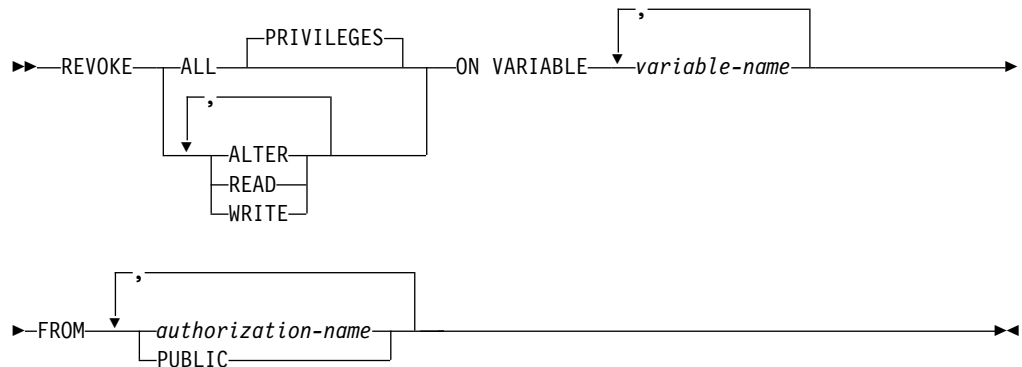 ,
PRIVILEGES
REVOKE ALL ON VARIABLE variable-name
,
ALTER
READ
WRITE
,
FROM authorization-name
PUBLIC